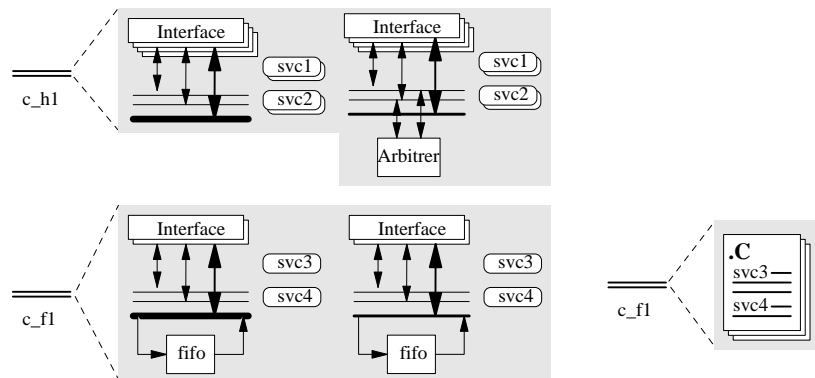 Interface
svc1
svc2
c_h1
Interface
svc1
svc2
Arbitrer
Interface
svc3
svc4
c_f1
fifo
Interface
svc3
svc4
fifo
.C
svc3
svc4
c_f1